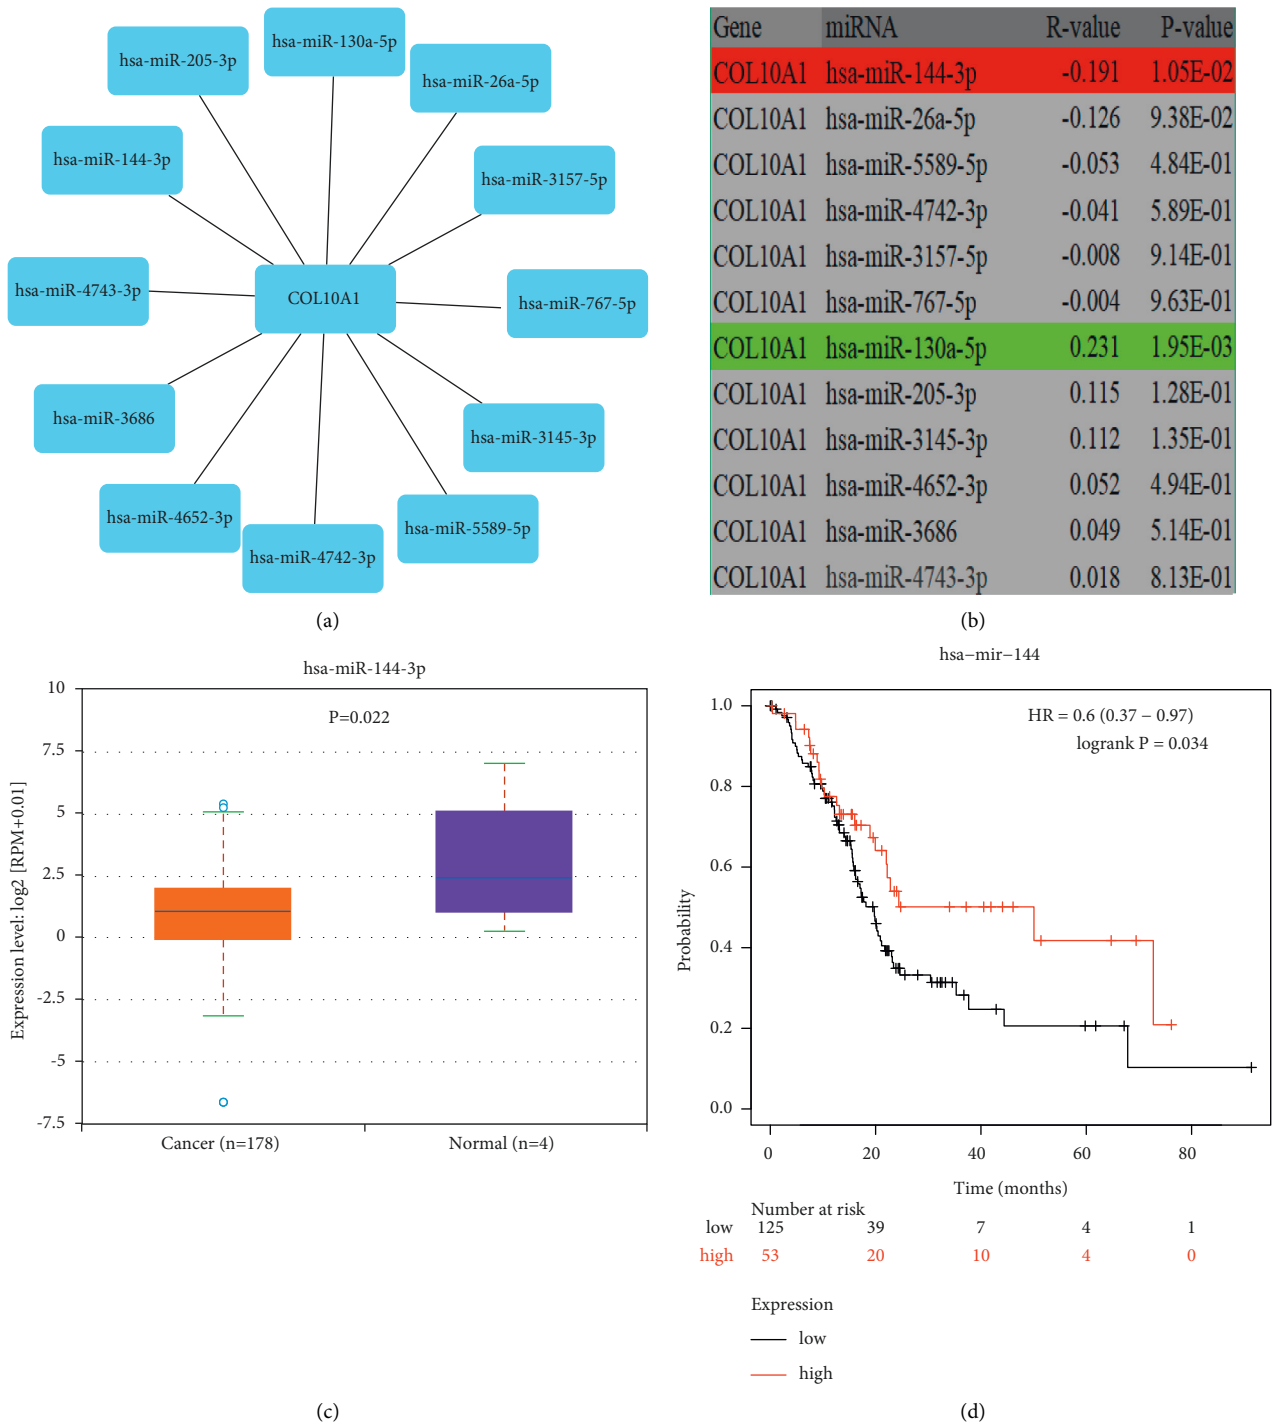 hsa-miR-130a-5p
hsa-miR-205-3p
hsa-miR-26a-5p
hsa-miR-144-3p
hsa-miR-3157-5p
hsa-miR-4743-3p
COL10A1
hsa-miR-767-5p
hsa-miR-3686
hsa-miR-3145-3p
hsa-miR-4652-3p
hsa-miR-5589-5p
hsa-miR-4742-3p
(a)
Gene miRNA R-value P-value
COL10A1 hsa-miR-144-3p -0.191 1.05E-02
COL10A1 hsa-miR-26a-5p -0.126 9.38E-02
COL10A1 hsa-miR-5589-5p -0.053 4.84E-01
COL10A1 hsa-miR-4742-3p -0.041 5.89E-01
COL10A1 hsa-miR-3157-5p -0.008 9.14E-01
COL10A1 hsa-miR-767-5p -0.004 9.63E-01
COL10A1 hsa-miR-130a-5p 0.231 1.95E-03
COL10A1 hsa-miR-205-3p 0.115 1.28E-01
COL10A1 hsa-miR-3145-3p 0.112 1.35E-01
COL10A1 hsa-miR-4652-3p 0.052 4.94E-01
COL10A1 hsa-miR-3686 0.049 5.14E-01
COL10A1 hsa-miR-4743-3p 0.018 8.13E-01
(b)
hsa-miR-144-3p
P=0.022
Expression level: log2 [RPM+0.01]
10
7.5
5
2.5
0
-2.5
-5
-7.5
Cancer (n=178) Normal (n=4)
(c)
hsa−mir−144
HR = 0.6 (0.37 − 0.97)
logrank P = 0.034
Probability
1.0
0.8
0.6
0.4
0.2
0.0
0 20 40 60 80
Time (months)
Number at risk
low 125 39 7 4 1
high 53 20 10 4 0
Expression
low
high
(d)